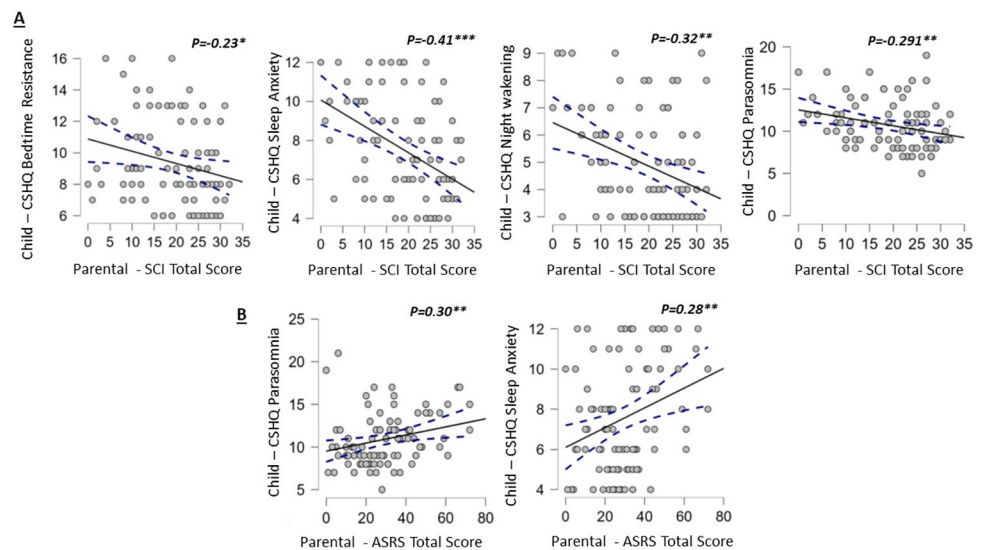 A
P=-0.23*
P=-0.41***
P=-0.32**
P=-0.291**
Child – CSHQ Bedtime Resistance
16
14
12
10
8
6
0 5 10 15 20 25 30 35
Parental - SCI Total Score
Child – CSHQ Sleep Anxiety
12
10
8
6
4
0 5 10 15 20 25 30 35
Parental - SCI Total Score
Child – CSHQ Night wakening
9
8
7
6
5
4
3
0 5 10 15 20 25 30 35
Parental - SCI Total Score
Child – CSHQ Parasomnia
20
15
10
5
0
0 5 10 15 20 25 30 35
Parental - SCI Total Score
B
P=0.30**
P=0.28**
Child – CSHQ Parasomnia
25
20
15
10
5
0 20 40 60 80
Parental - ASRS Total Score
Child – CSHQ Sleep Anxiety
12
10
8
6
4
0 20 40 60 80
Parental - ASRS Total Score